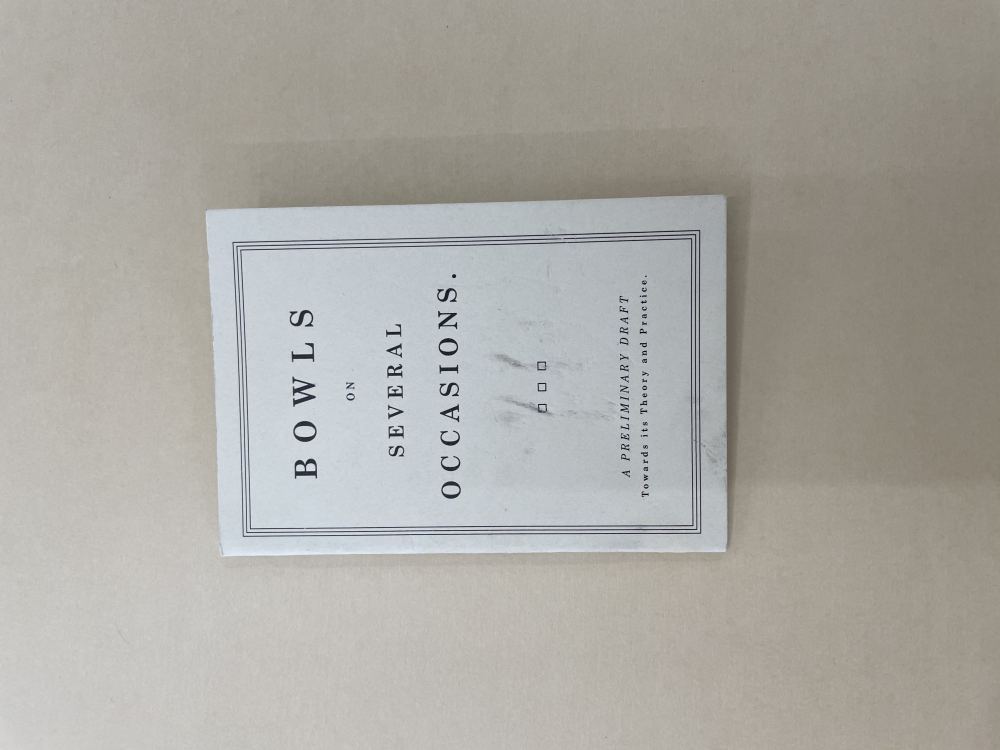 BOWLS
ON
SEVERAL
OCCASIONS.
A PRELIMINARY DRAFT
Towards its Theory and Practice.